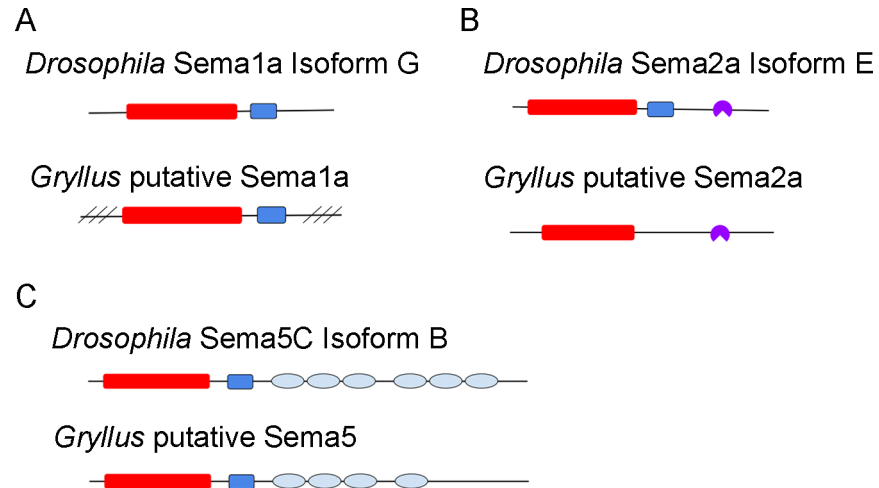 A
Drosophila Sema1a Isoform G
Gryllus putative Sema1a
B
Drosophila Sema2a Isoform E
Gryllus putative Sema2a
C
Drosophila Sema5C Isoform B
Gryllus putative Sema5